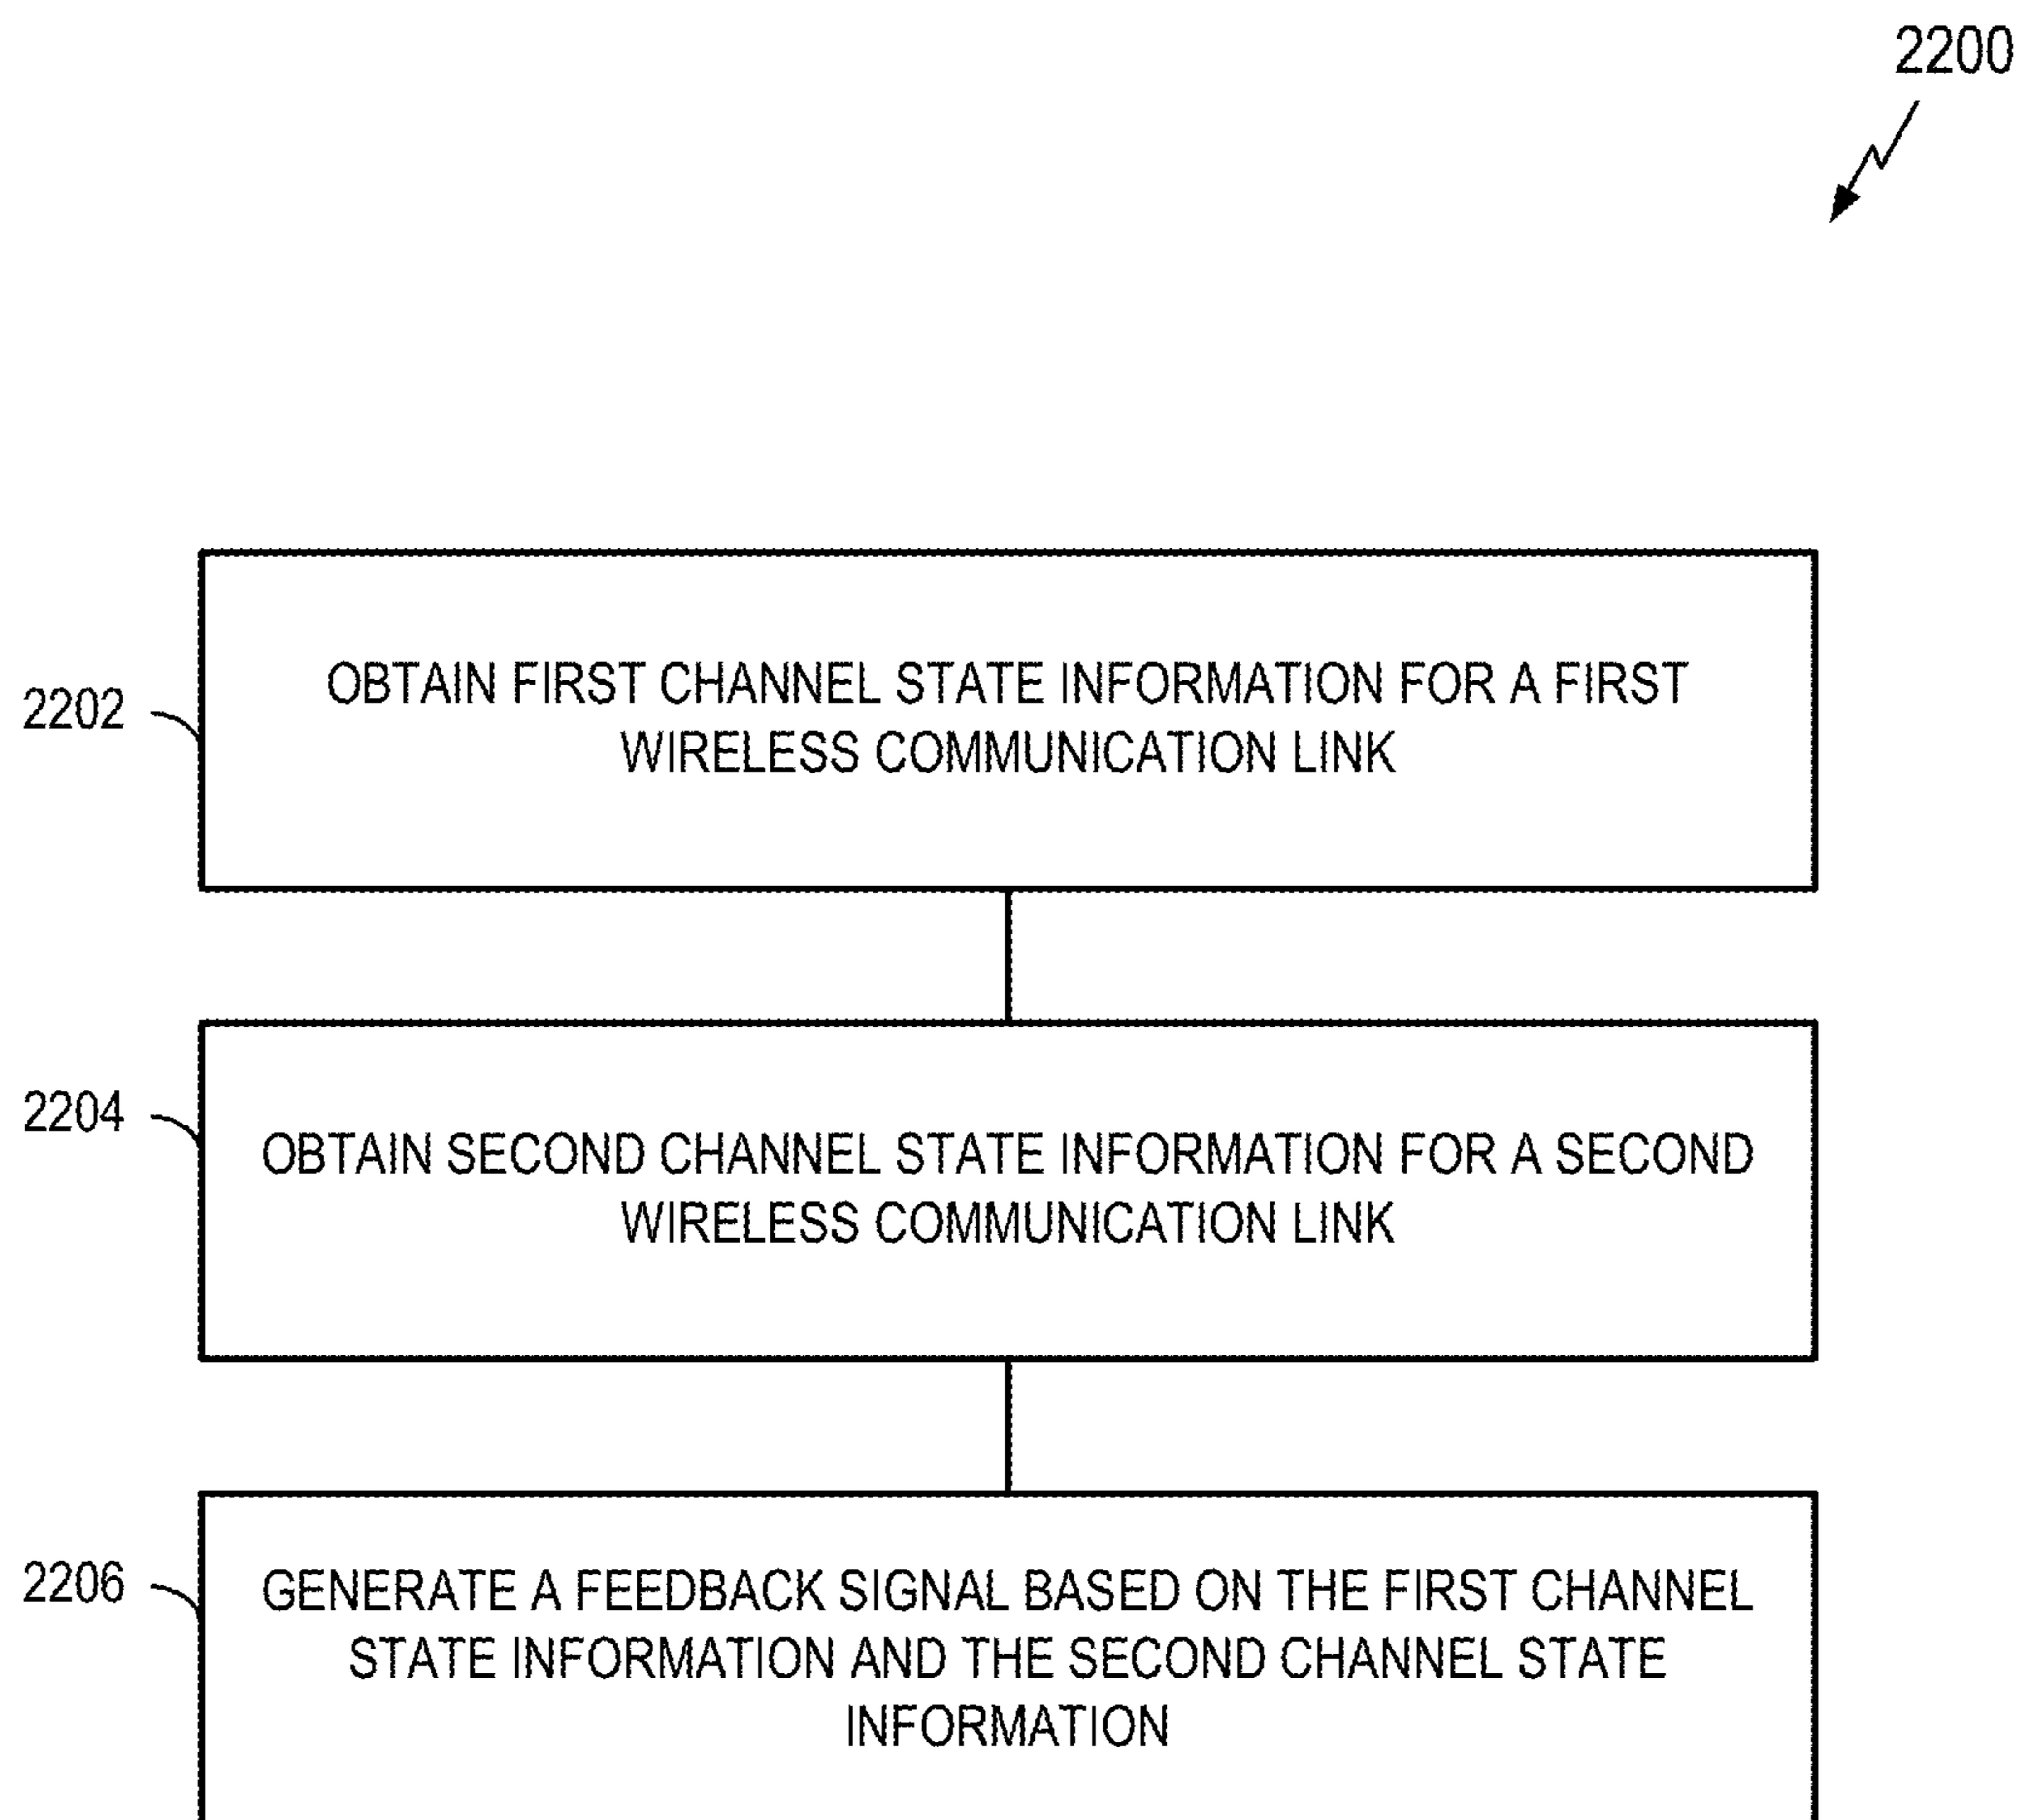 2200
OBTAIN FIRST CHANNEL STATE INFORMATION FOR A FIRST
WIRELESS COMMUNICATION LINK
2202
OBTAIN SECOND CHANNEL STATE INFORMATION FOR A SECOND
WIRELESS COMMUNICATION LINK
2204
GENERATE A FEEDBACK SIGNAL BASED ON THE FIRST CHANNEL
STATE INFORMATION AND THE SECOND CHANNEL STATE
INFORMATION
2206